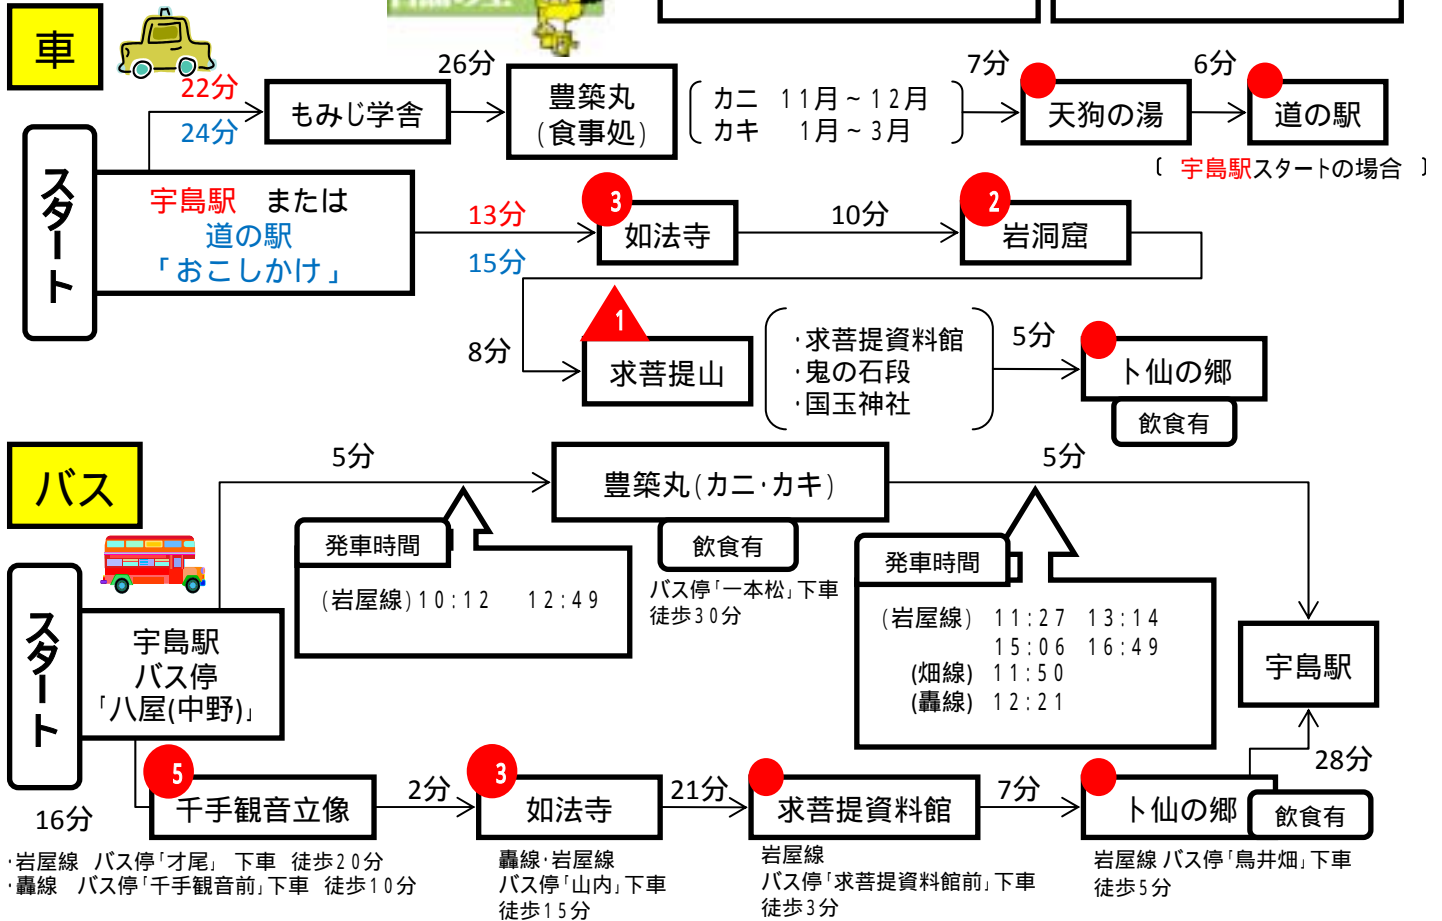 車
22分
24分
もみじ学舎
26分
豊築丸
(食事処)
カニ 11月～12月
カキ 1月～3月
7分
天狗の湯
6分
道の駅
〔 宇島駅スタートの場合 〕
スタート
宇島駅 または
道の駅
「おこしかけ」
13分
15分
3
如法寺
10分
2
岩洞窟
8分
1
求菩提山
・求菩提資料館
・鬼の石段
・国玉神社
5分
卜仙の郷
飲食有
バス
スタート
宇島駅
バス停
「八屋(中野)」
5分
発車時間
(岩屋線)10:12 12:49
豊築丸(カニ・カキ)
飲食有
バス停「一本松」下車
徒歩30分
5分
発車時間
(岩屋線) 11:27 13:14
15:06 16:49
(畑線) 11:50
(轟線) 12:21
宇島駅
16分
5
千手観音立像
・岩屋線 バス停「才尾」 下車 徒歩20分
・轟線 バス停「千手観音前」下車 徒歩10分
2分
3
如法寺
轟線・岩屋線
バス停「山内」下車
徒歩15分
21分
求菩提資料館
岩屋線
バス停「求菩提資料館前」下車
徒歩3分
7分
卜仙の郷
飲食有
岩屋線 バス停「鳥井畑」下車
徒歩5分
28分